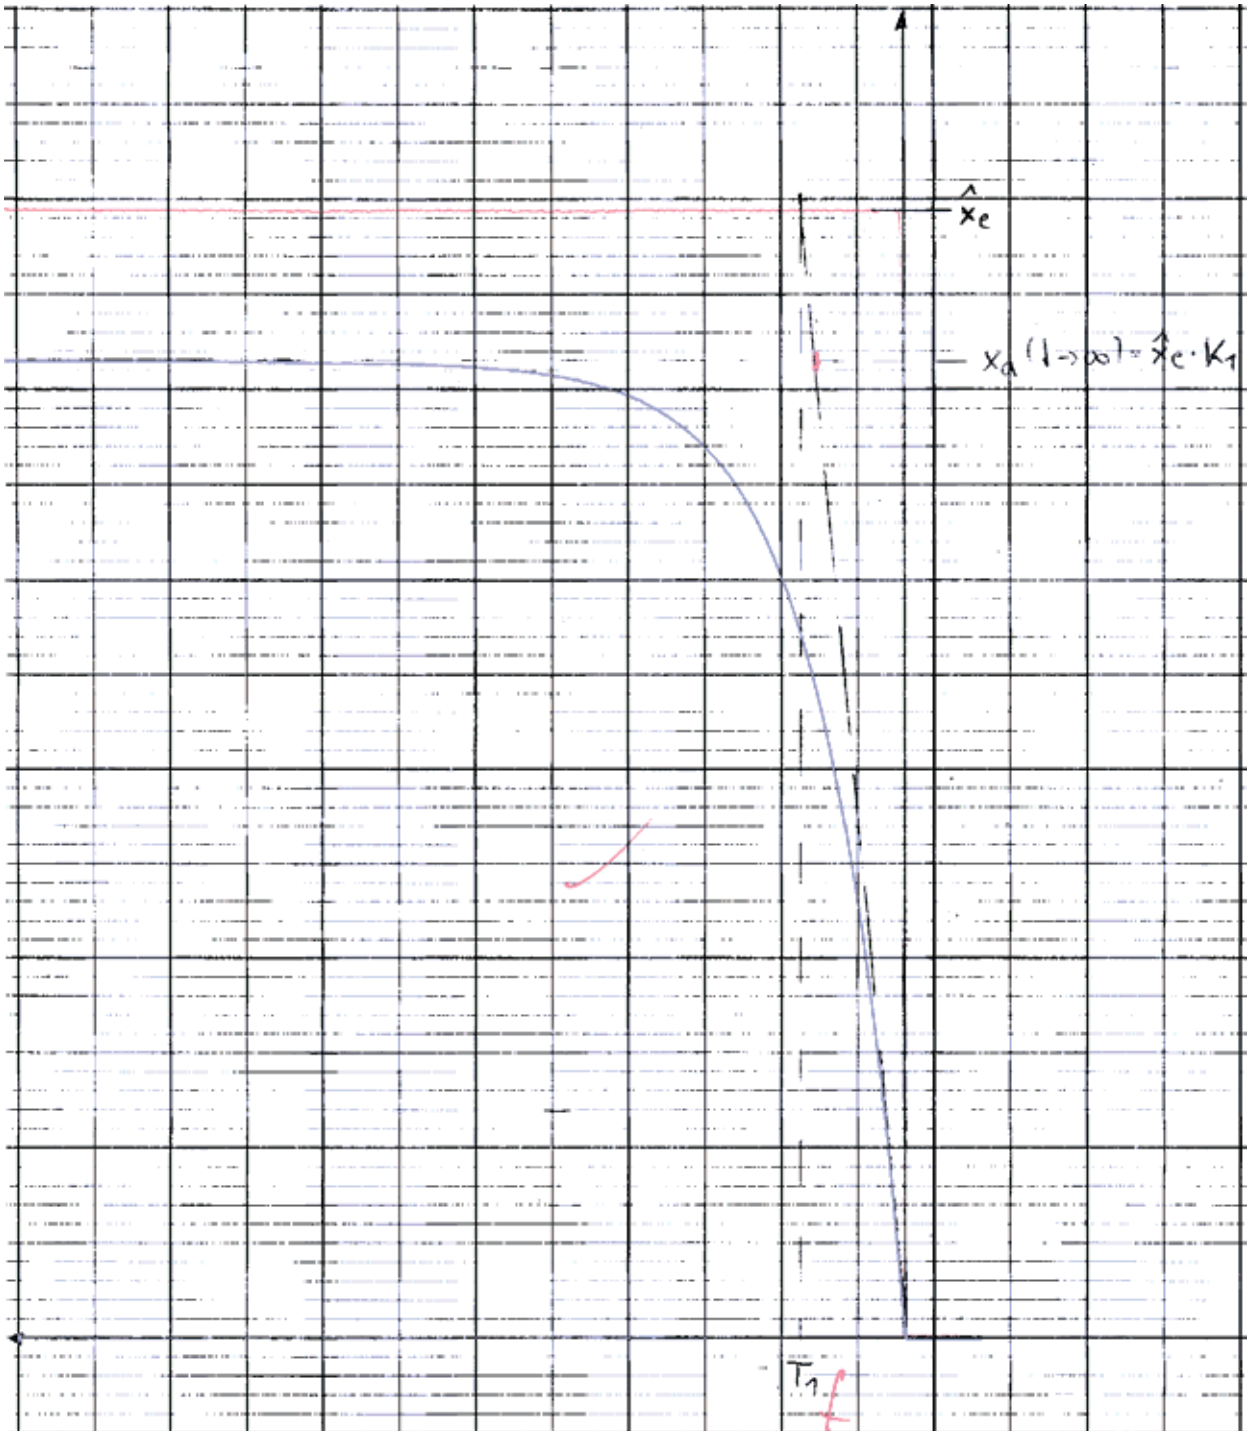 x̂e
xa (t→∞) = x̂e · K1
T1
f